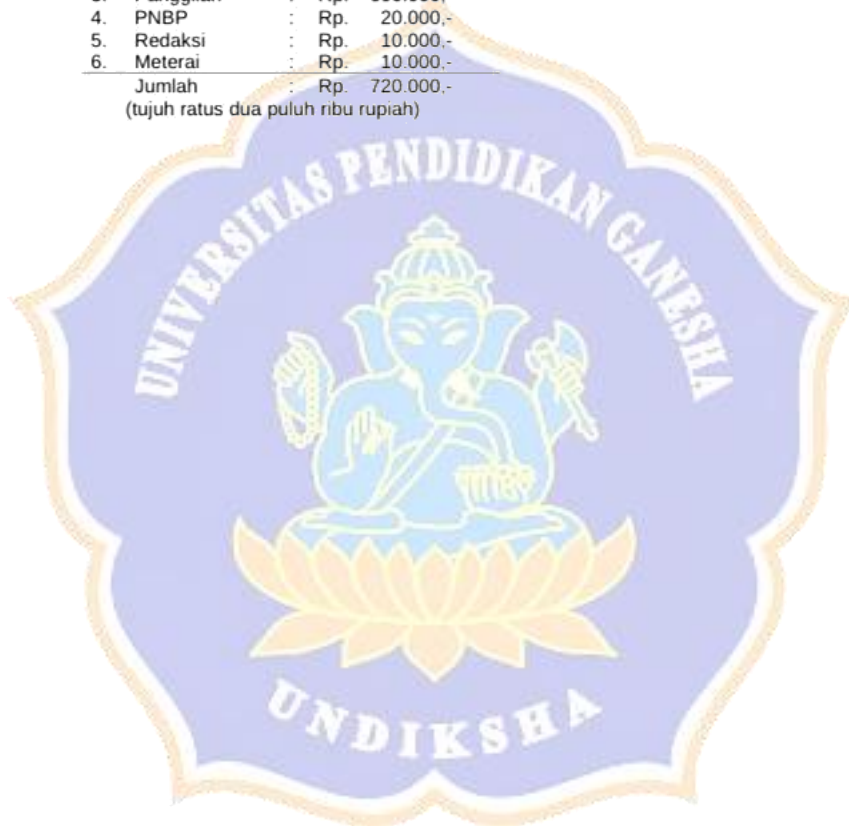 4. PNBP : Rp. 20.000,-
5. Redaksi : Rp. 10.000,-
6. Meterai : Rp. 10.000,-
Jumlah : Rp. 720.000,-
(tujuh ratus dua puluh ribu rupiah)
UNIVERSITAS PENDIDIKAN GANESHA
UNDIKSHA